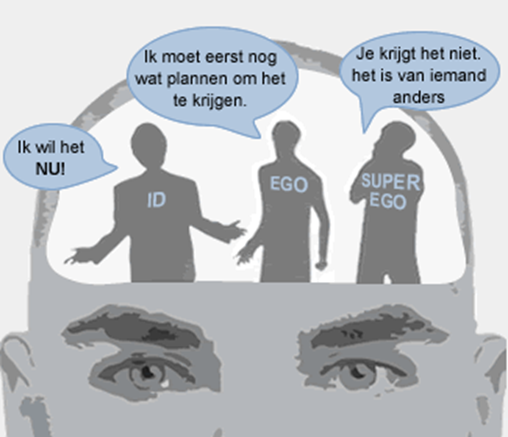 Ik moet eerst nog
wat plannen om het
te krijgen.
Je krijgt het niet.
het is van iemand
anders
Ik wil het
NU!
ID
EGO
SUPER
EGO